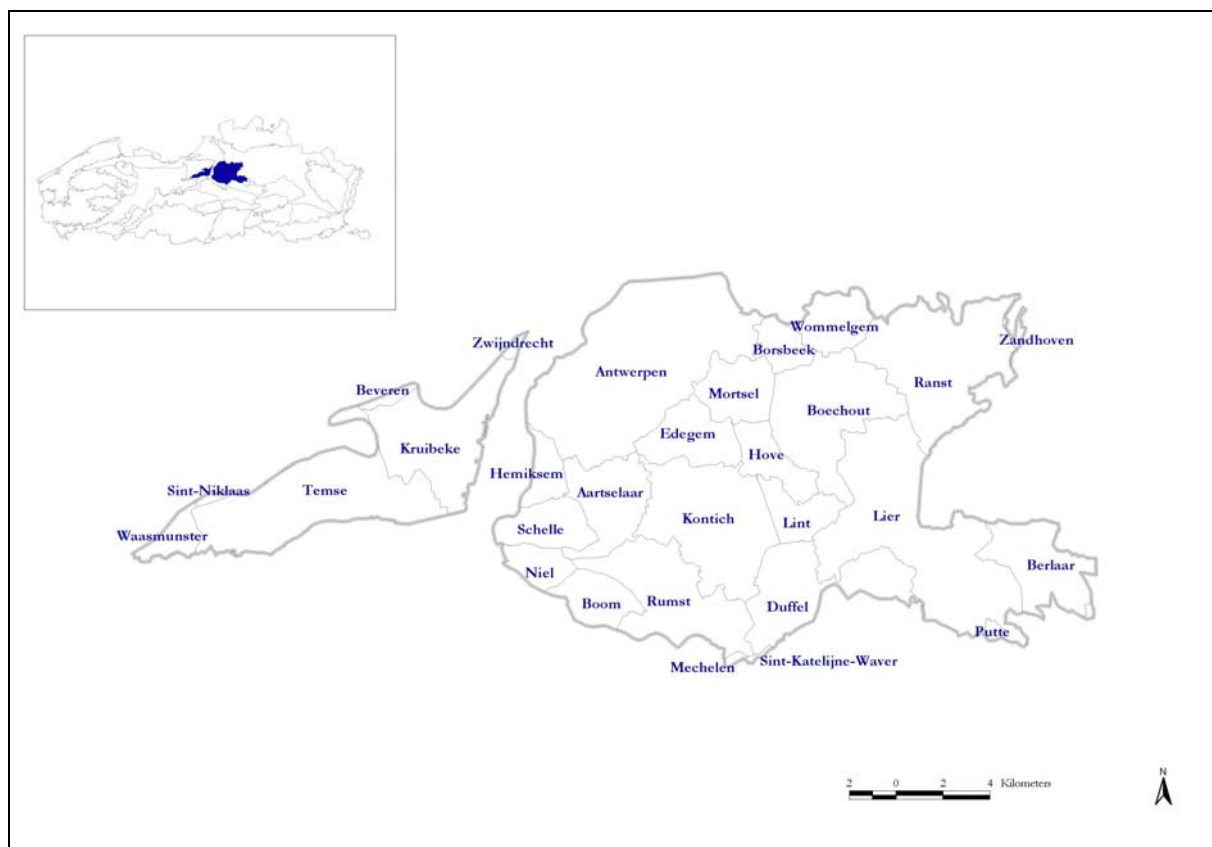 Wommelgem
Zwijndrecht
Zandhoven
Borsbeek
Antwerpen
Ranst
Beveren
Mortsel
Boechout
Edegem
Kruibeke
Hove
Hemiksem
Sint-Niklaas
Temse
Aartselaar
Kontich
Lint
Lier
Schelle
Waasmunster
Niel
Berlaar
Boom
Rumst
Duffel
Putte
Mechelen
Sint-Katelijne-Waver
2 0 2 4 Kilometers
N